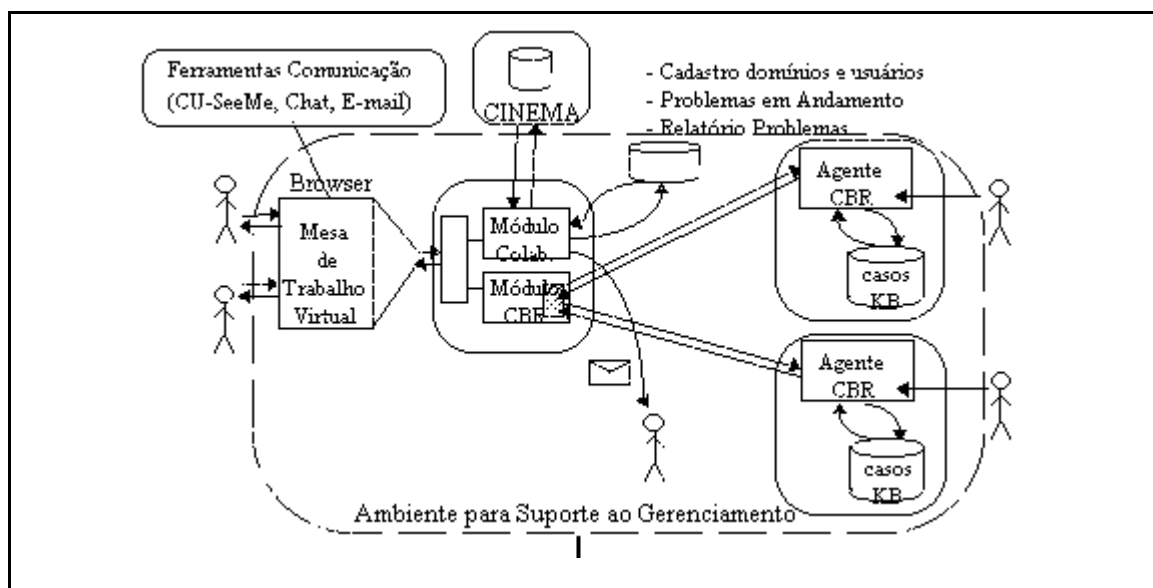 Ferramentas Comunicação
(CU-SeeMe, Chat, E-mail)
CINEMA
- Cadastro domínios e usuários
- Problemas em Andamento
- Relatório Problemas
Browser
Mesa
de
Trabalho
Virtual
Módulo
Colab.
Módulo
CBR
Agente
CBR
casos
KB
Agente
CBR
casos
KB
Ambiente para Suporte ao Gerenciamento